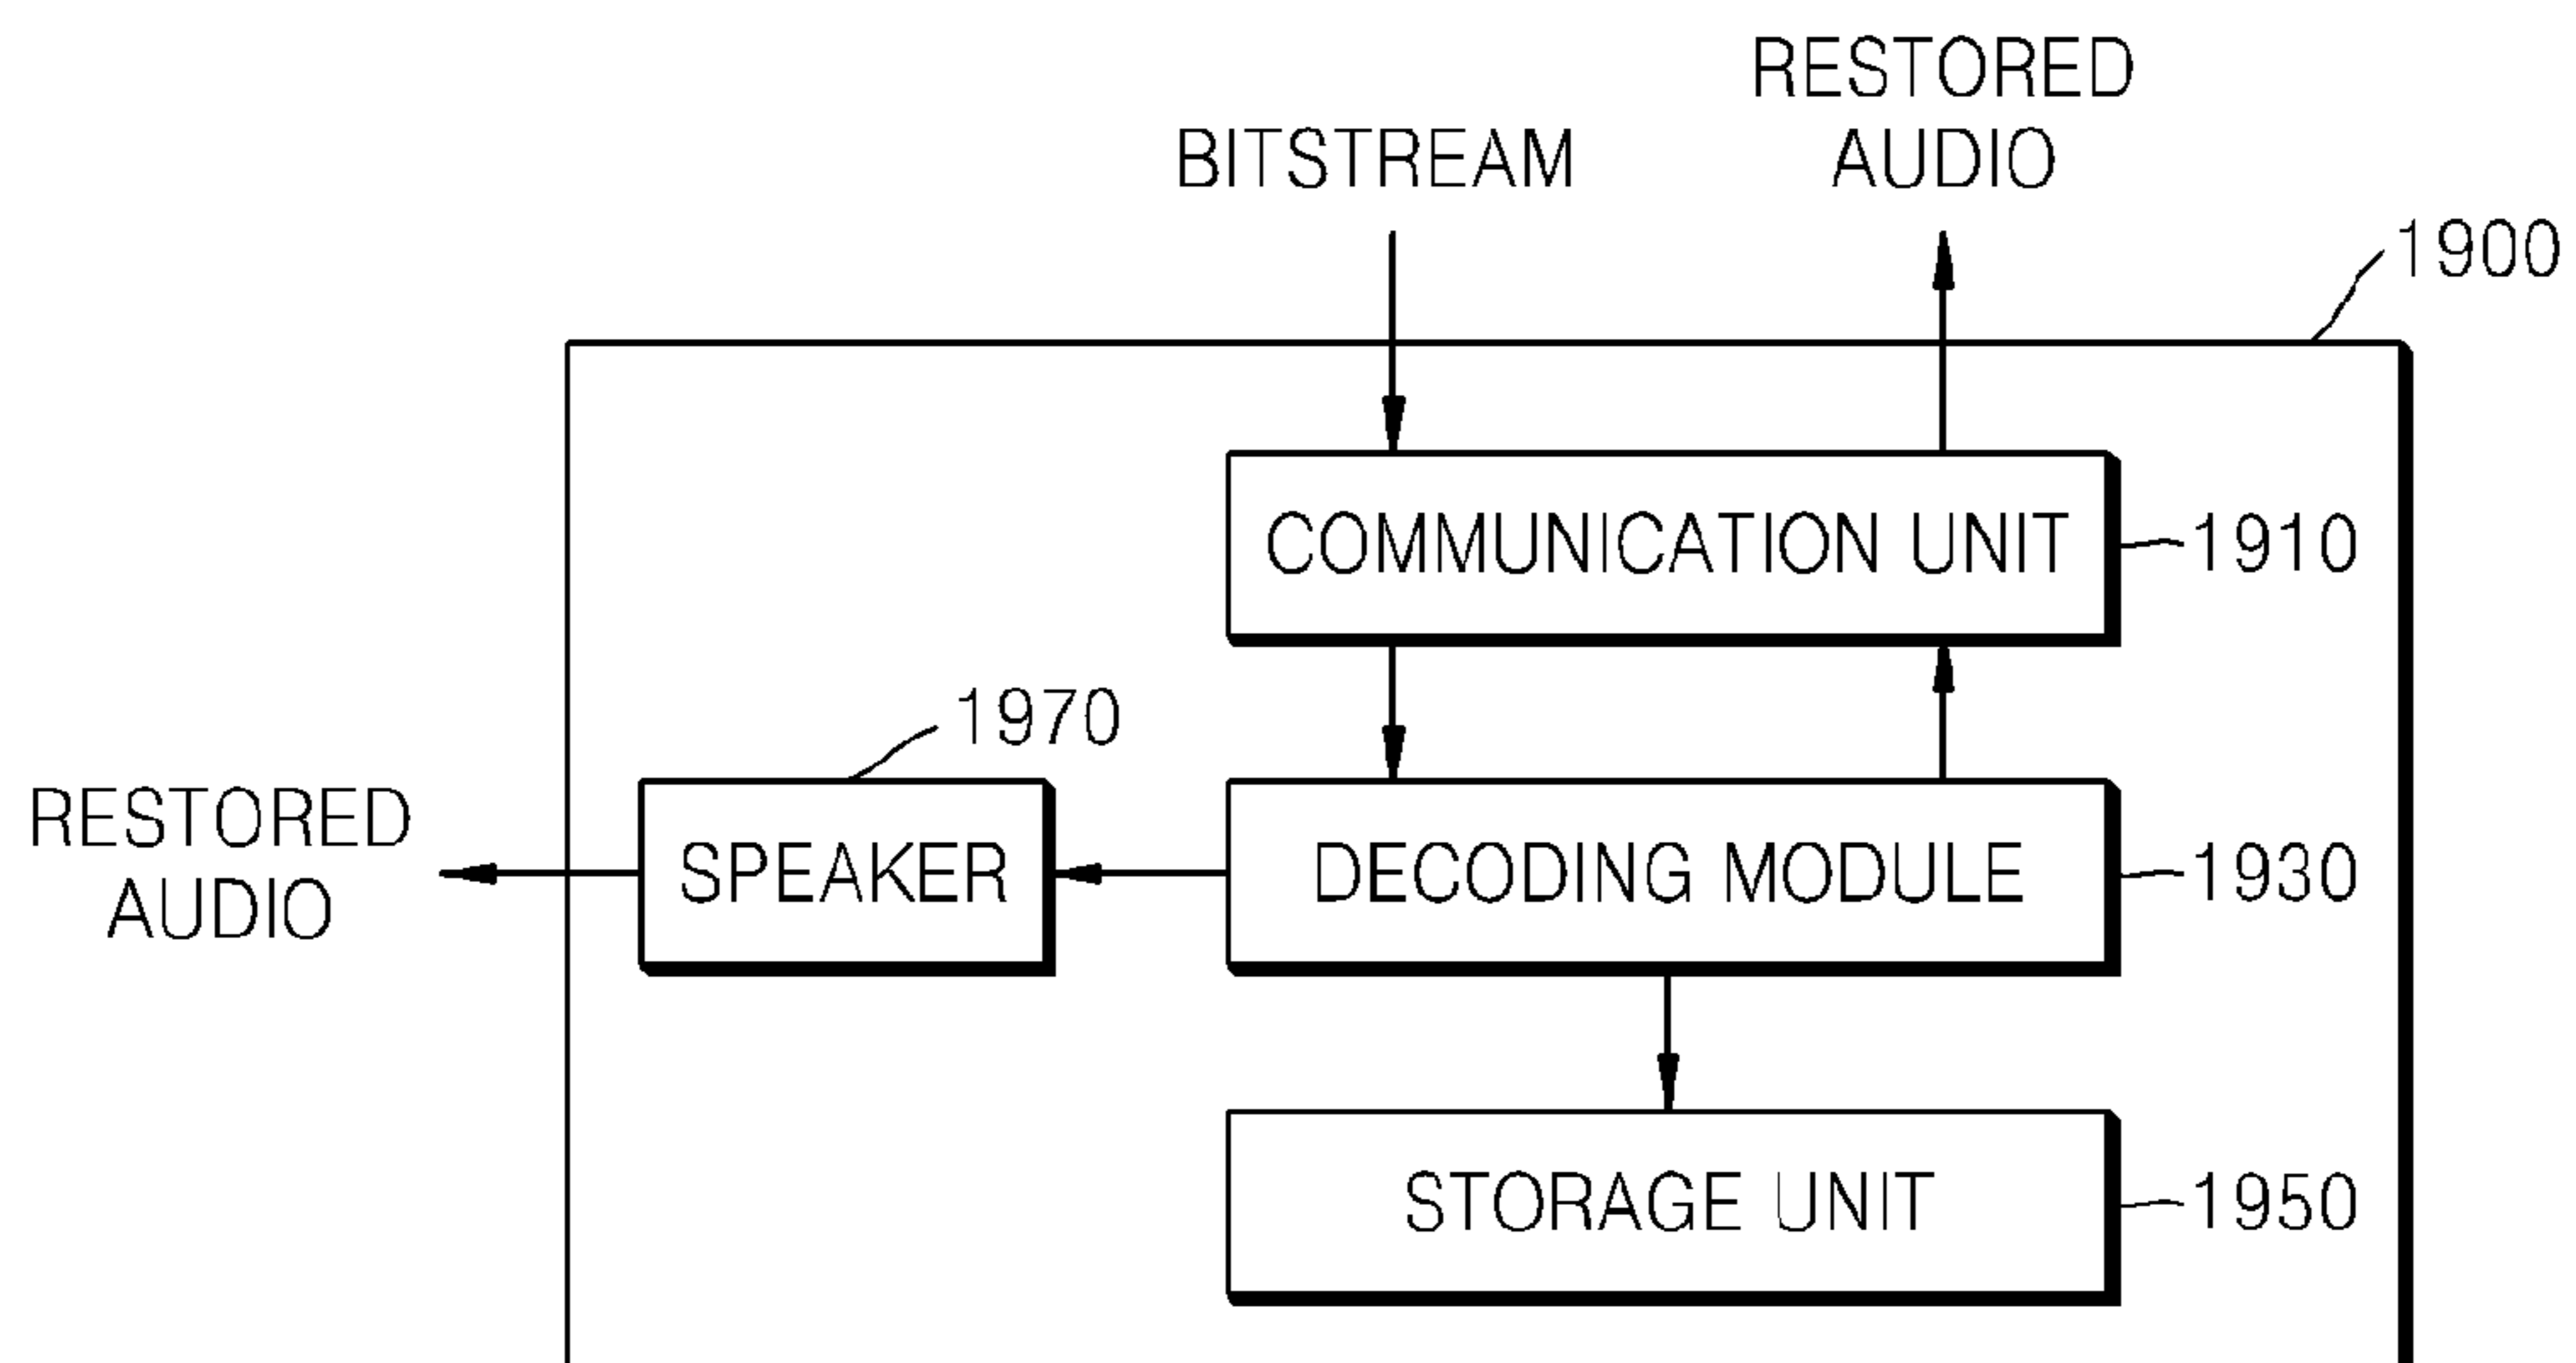 RESTORED
AUDIO
BITSTREAM
1900
COMMUNICATION UNIT
1910
1970
RESTORED
AUDIO
SPEAKER
DECODING MODULE
1930
STORAGE UNIT
1950